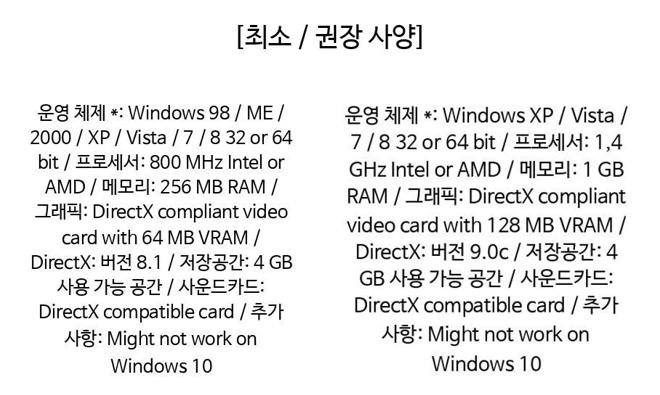 [최소 / 권장 사양]
운영 체제 *: Windows 98 / ME /
2000 / XP / Vista / 7 / 8 32 or 64
bit / 프로세서: 800 MHz Intel or
AMD / 메모리: 256 MB RAM /
그래픽: DirectX compliant video
card with 64 MB VRAM /
DirectX: 버전 8.1 / 저장공간: 4 GB
사용 가능 공간 / 사운드카드:
DirectX compatible card / 추가
사항: Might not work on
Windows 10
운영 체제 *: Windows XP / Vista /
7 / 8 32 or 64 bit / 프로세서: 1,4
GHz Intel or AMD / 메모리: 1 GB
RAM / 그래픽: DirectX compliant
video card with 128 MB VRAM /
DirectX: 버전 9.0c / 저장공간: 4
GB 사용 가능 공간 / 사운드카드:
DirectX compatible card / 추가
사항: Might not work on
Windows 10